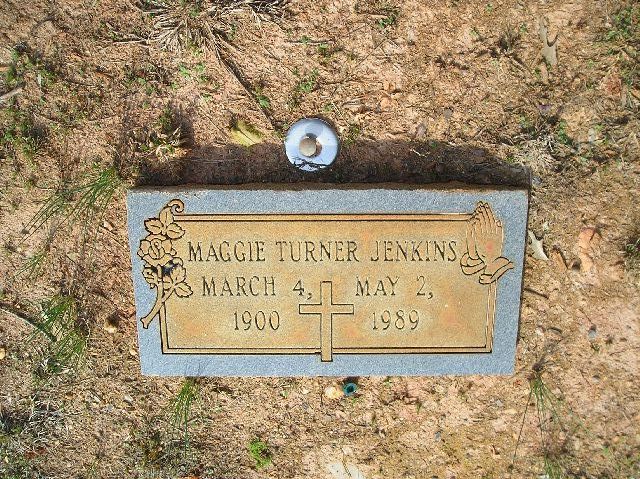 MAGGIE TURNER JENKINS
MARCH 4, MAY 2,
1900 1989